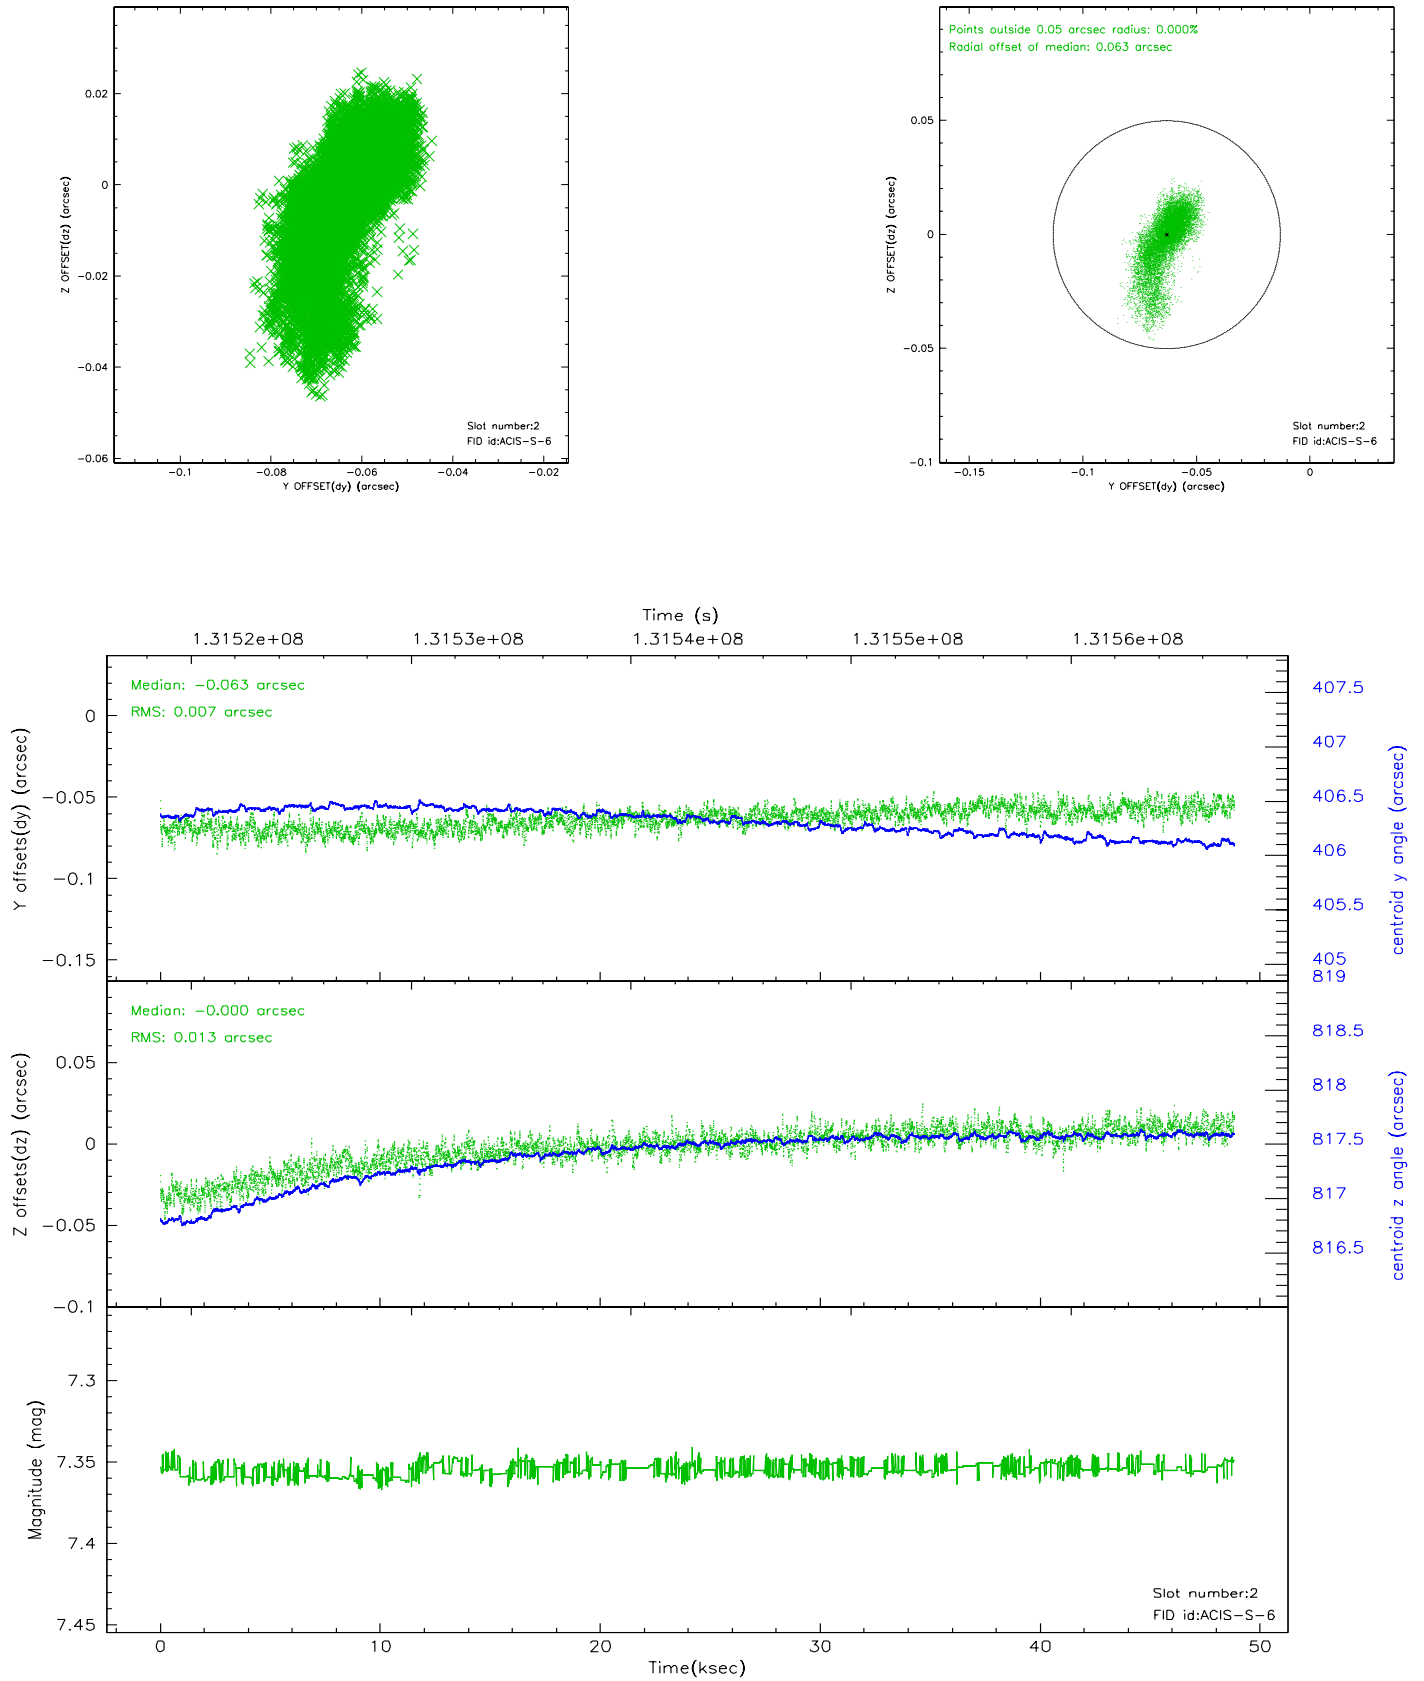 0.02
0
-0.02
-0.04
-0.06
Z OFFSET(dz) (arcsec)
Slot number:2
FID id:ACIS-S-6
-0.1
-0.08
-0.06
-0.04
-0.02
Y OFFSET(dy) (arcsec)
Points outside 0.05 arcsec radius: 0.000%
Radial offset of median: 0.063 arcsec
0.05
0
-0.05
-0.1
Z OFFSET(dz) (arcsec)
Slot number:2
FID id:ACIS-S-6
-0.15
-0.1
-0.05
0
Y OFFSET(dy) (arcsec)
Time (s)
1.3152e+08
1.3153e+08
1.3154e+08
1.3155e+08
1.3156e+08
Median: -0.063 arcsec
RMS: 0.007 arcsec
0
-0.05
-0.1
-0.15
Y offsets(dy) (arcsec)
407.5
407
406.5
406
405.5
405
centroid y angle (arcsec)
Median: -0.000 arcsec
RMS: 0.013 arcsec
0.05
0
-0.05
-0.1
Z offsets(dz) (arcsec)
819
818.5
818
817.5
817
816.5
centroid z angle (arcsec)
7.3
7.35
7.4
7.45
Magnitude (mag)
Slot number:2
FID id:ACIS-S-6
0
10
20
30
40
50
Time(ksec)